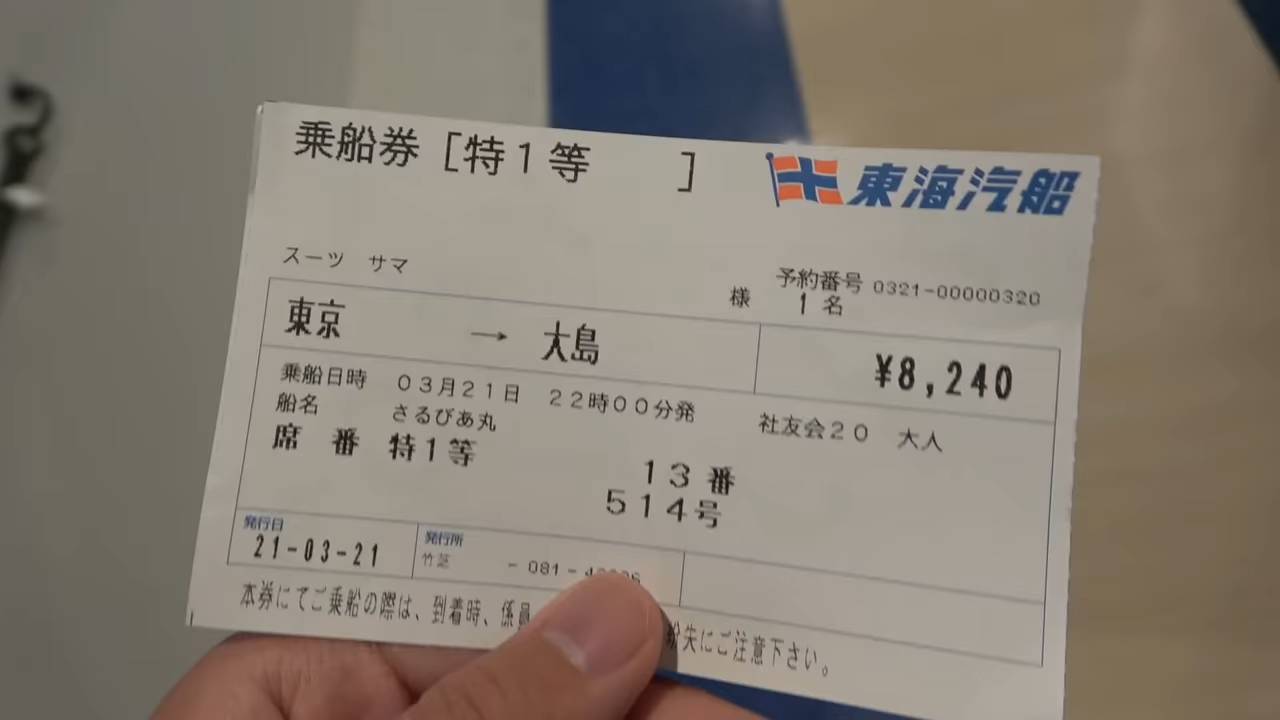 乗船券 [特1等 ]
東海汽船
スーツ サマ
様
予約番号 0321-00000320
1名
東京 → 大島
¥8,240
乗船日時 03月21日 22時00分発 社友会20 大人
船名 さるびあ丸
席番 特1等 13番
514号
発行日
21-03-21
発行所
竹芝 -081-
本券にてご乗船の際は、到着時、係員
紛失にご注意下さい。